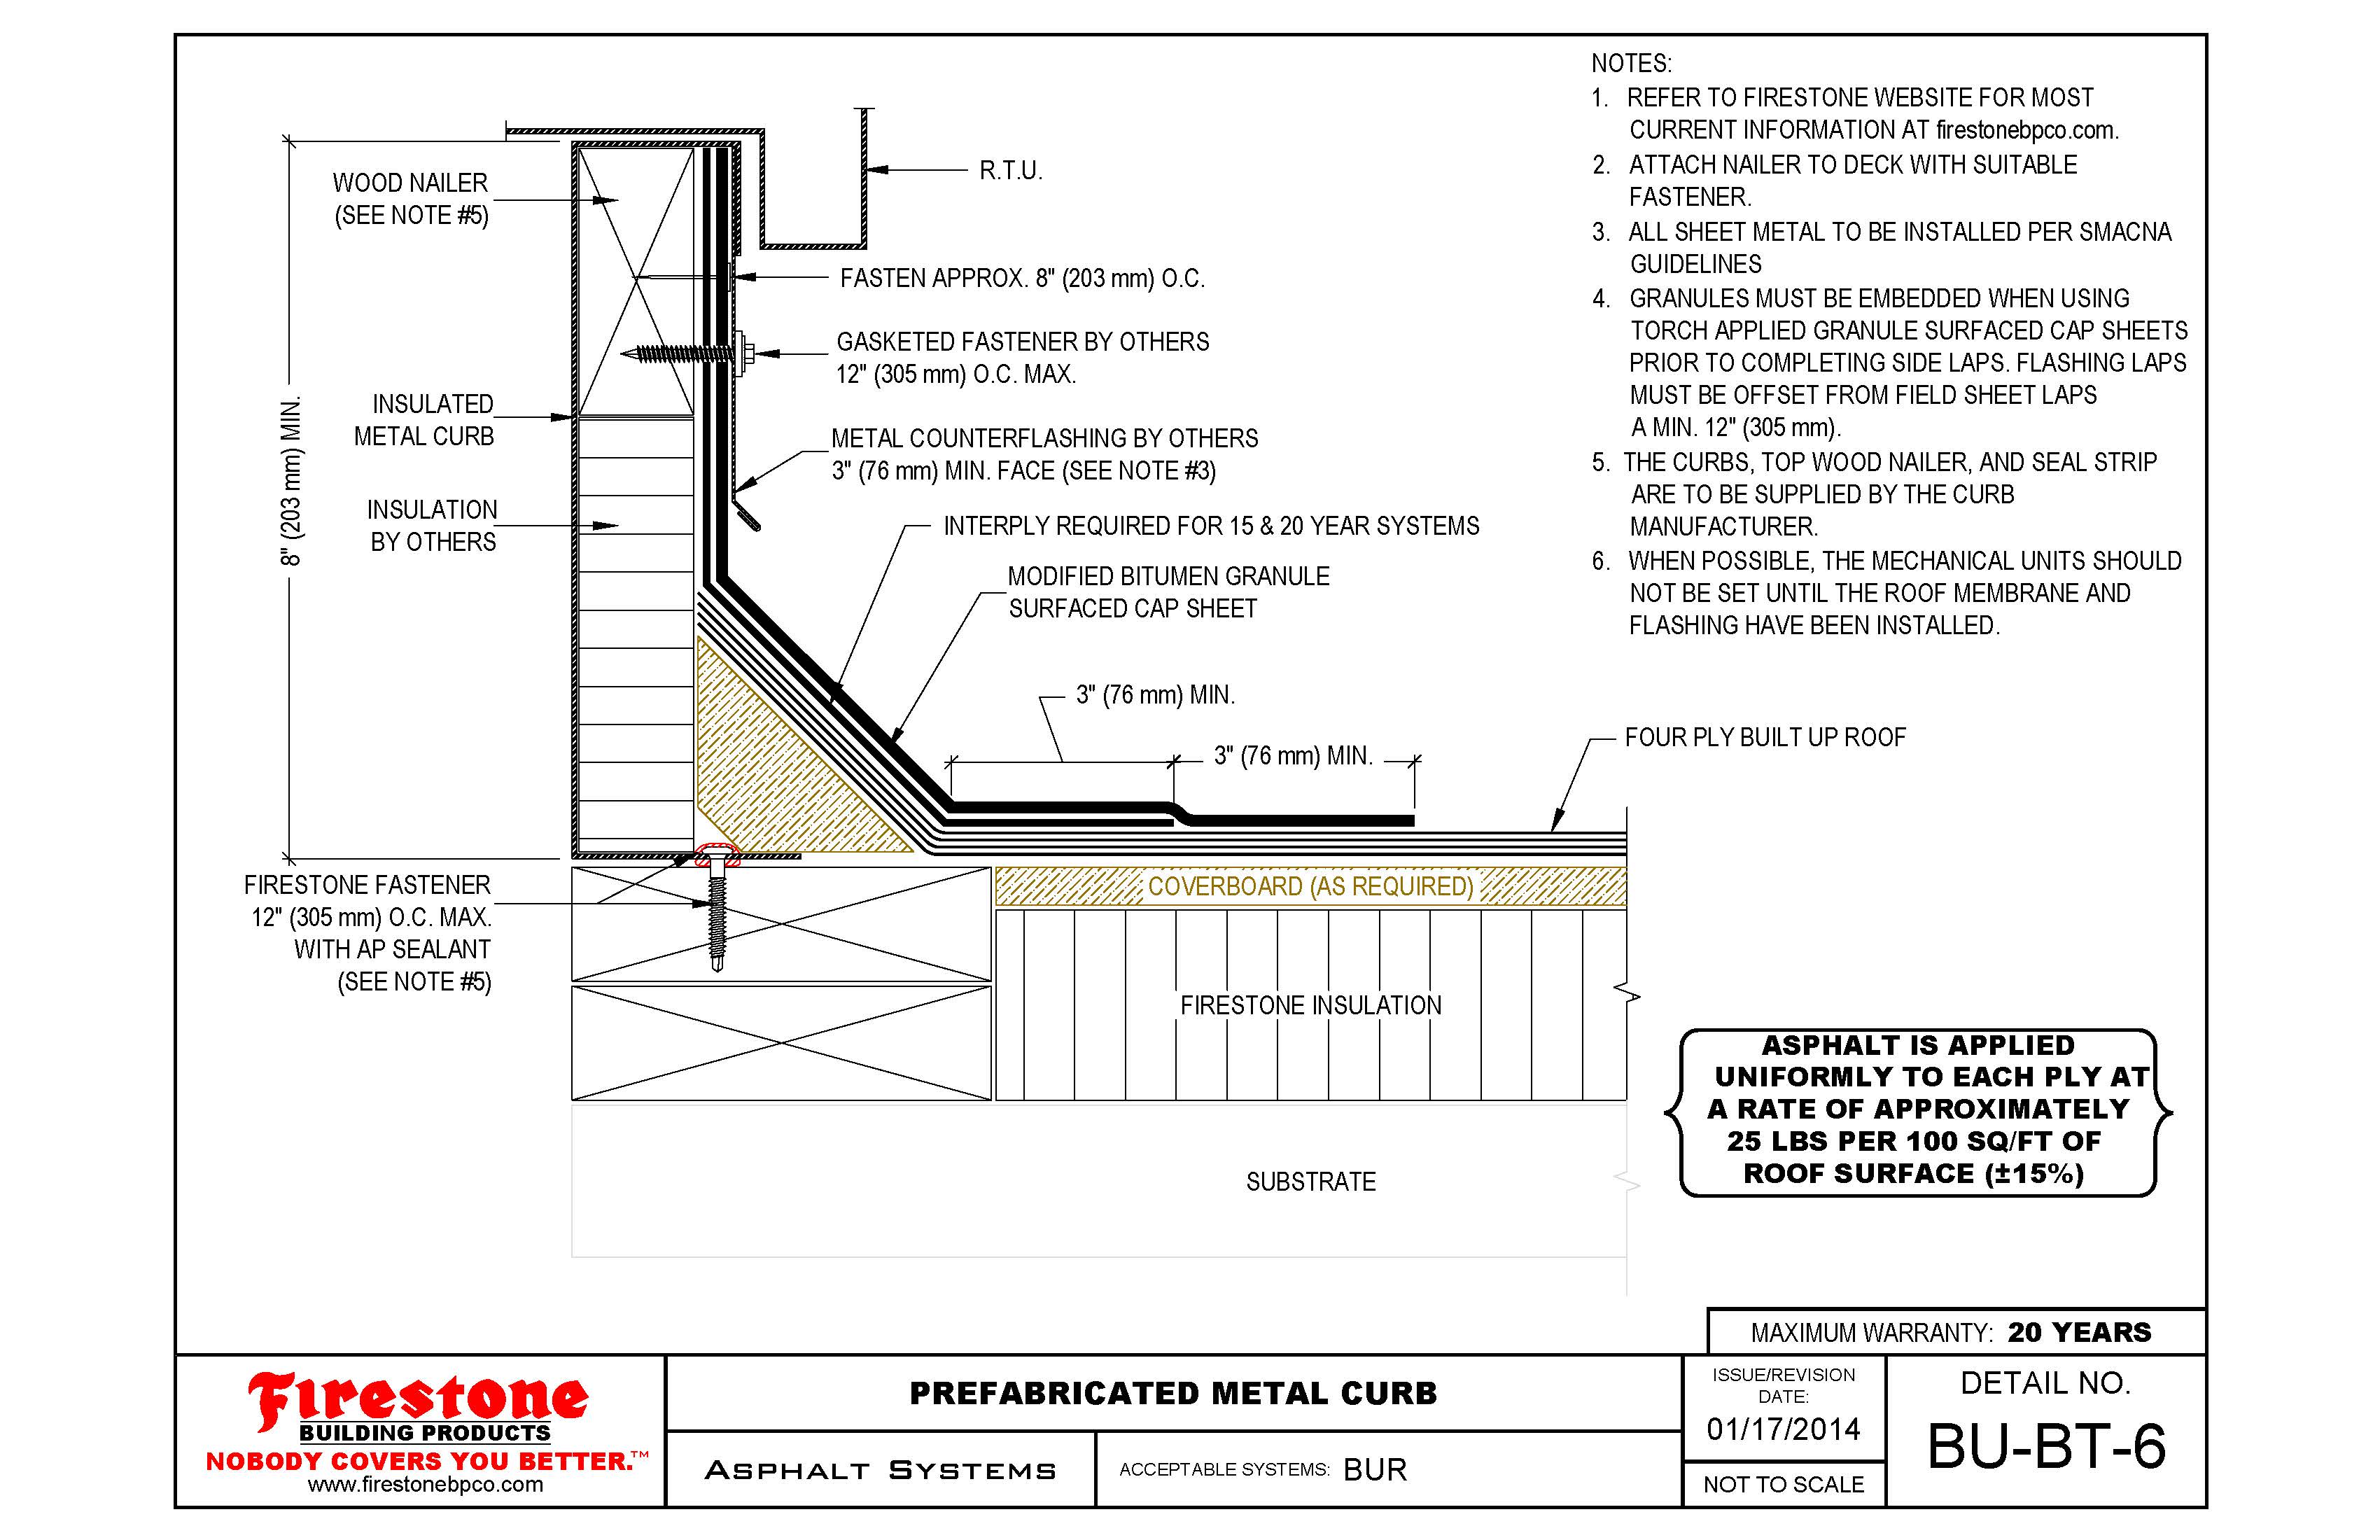 NOTES:
1. REFER TO FIRESTONE WEBSITE FOR MOST
CURRENT INFORMATION AT firestonebpco.com.
2. ATTACH NAILER TO DECK WITH SUITABLE
FASTENER.
3. ALL SHEET METAL TO BE INSTALLED PER SMACNA
GUIDELINES
4. GRANULES MUST BE EMBEDDED WHEN USING
TORCH APPLIED GRANULE SURFACED CAP SHEETS
PRIOR TO COMPLETING SIDE LAPS. FLASHING LAPS
MUST BE OFFSET FROM FIELD SHEET LAPS
A MIN. 12" (305 mm).
5. THE CURBS, TOP WOOD NAILER, AND SEAL STRIP
ARE TO BE SUPPLIED BY THE CURB
MANUFACTURER.
6. WHEN POSSIBLE, THE MECHANICAL UNITS SHOULD
NOT BE SET UNTIL THE ROOF MEMBRANE AND
FLASHING HAVE BEEN INSTALLED.
WOOD NAILER
(SEE NOTE #5)
R.T.U.
FASTEN APPROX. 8" (203 mm) O.C.
GASKETED FASTENER BY OTHERS
12" (305 mm) O.C. MAX.
8" (203 mm) MIN.
INSULATED
METAL CURB
METAL COUNTERFLASHING BY OTHERS
3" (76 mm) MIN. FACE (SEE NOTE #3)
INSULATION
BY OTHERS
INTERPLY REQUIRED FOR 15 & 20 YEAR SYSTEMS
MODIFIED BITUMEN GRANULE
SURFACED CAP SHEET
3" (76 mm) MIN.
3" (76 mm) MIN.
FOUR PLY BUILT UP ROOF
FIRESTONE FASTENER
12" (305 mm) O.C. MAX.
WITH AP SEALANT
(SEE NOTE #5)
COVERBOARD (AS REQUIRED)
FIRESTONE INSULATION
SUBSTRATE
ASPHALT IS APPLIED
UNIFORMLY TO EACH PLY AT
A RATE OF APPROXIMATELY
25 LBS PER 100 SQ/FT OF
ROOF SURFACE (±15%)
MAXIMUM WARRANTY: 20 YEARS
Firestone
BUILDING PRODUCTS
NOBODY COVERS YOU BETTER.™
www.firestonebpco.com
PREFABRICATED METAL CURB
ASPHALT SYSTEMS
ACCEPTABLE SYSTEMS: BUR
ISSUE/REVISION
DATE:
01/17/2014
NOT TO SCALE
DETAIL NO.
BU-BT-6